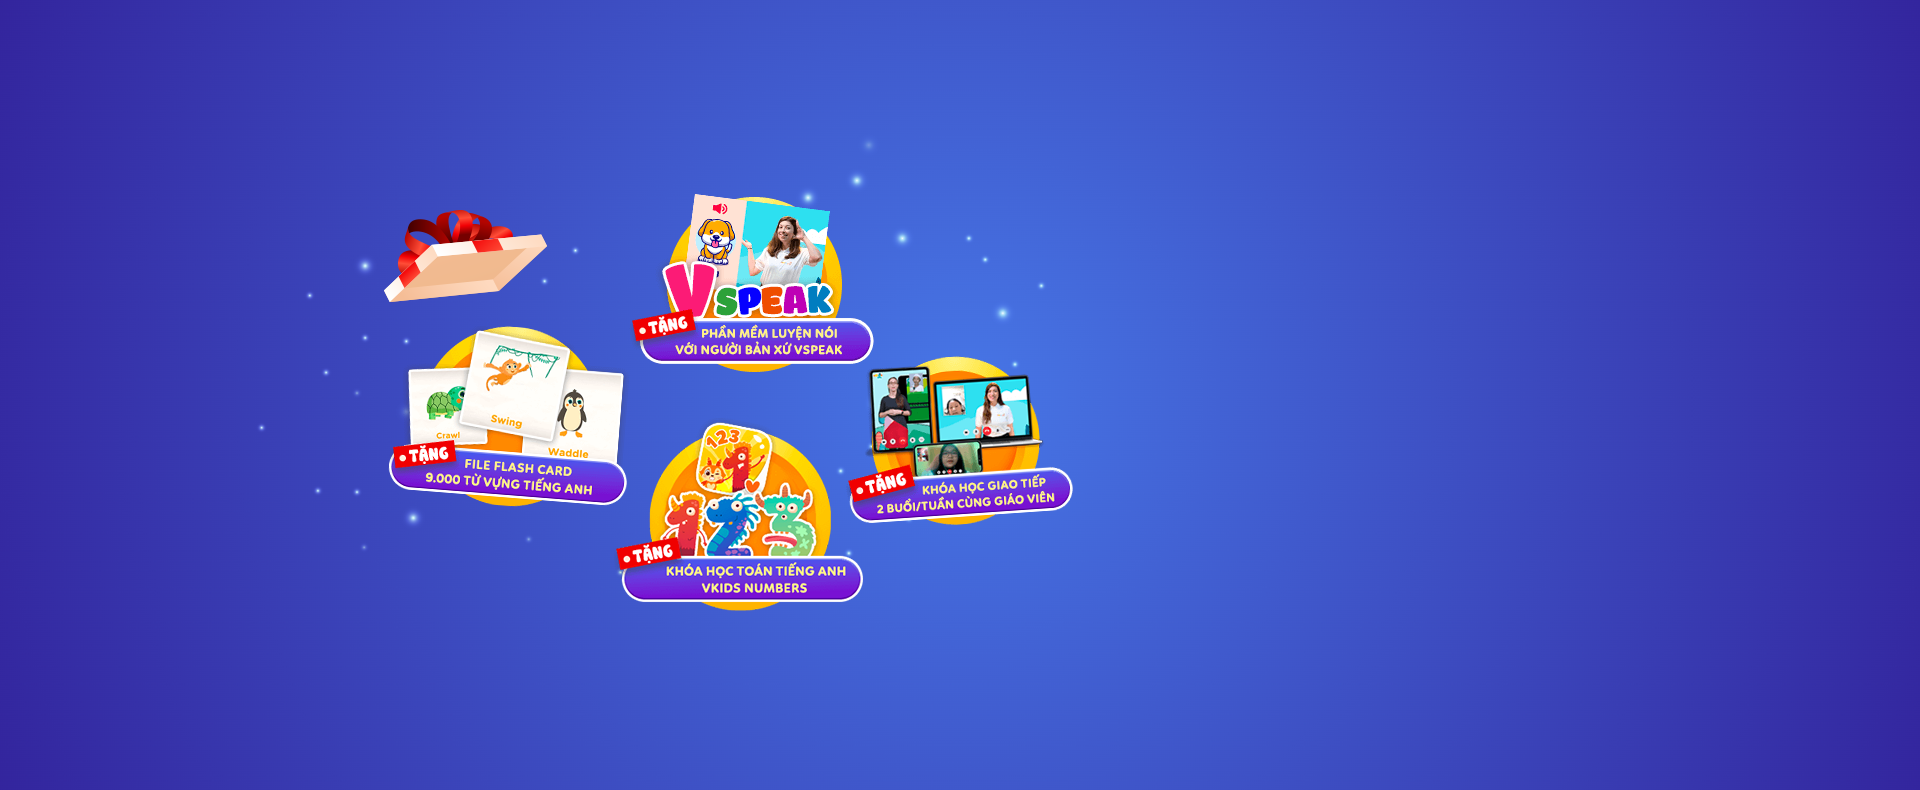 VSPEAK
TẶNG
PHẦN MỀM LUYỆN NÓI
VỚI NGƯỜI BẢN XỨ VSPEAK
Swing
Crawl
Waddle
TẶNG
FILE FLASH CARD
9.000 TỪ VỰNG TIẾNG ANH
123
1
123
TẶNG
KHÓA HỌC TOÁN TIẾNG ANH
VKIDS NUMBERS
TẶNG
KHÓA HỌC GIAO TIẾP
2 BUỔI/TUẦN CÙNG GIÁO VIÊN